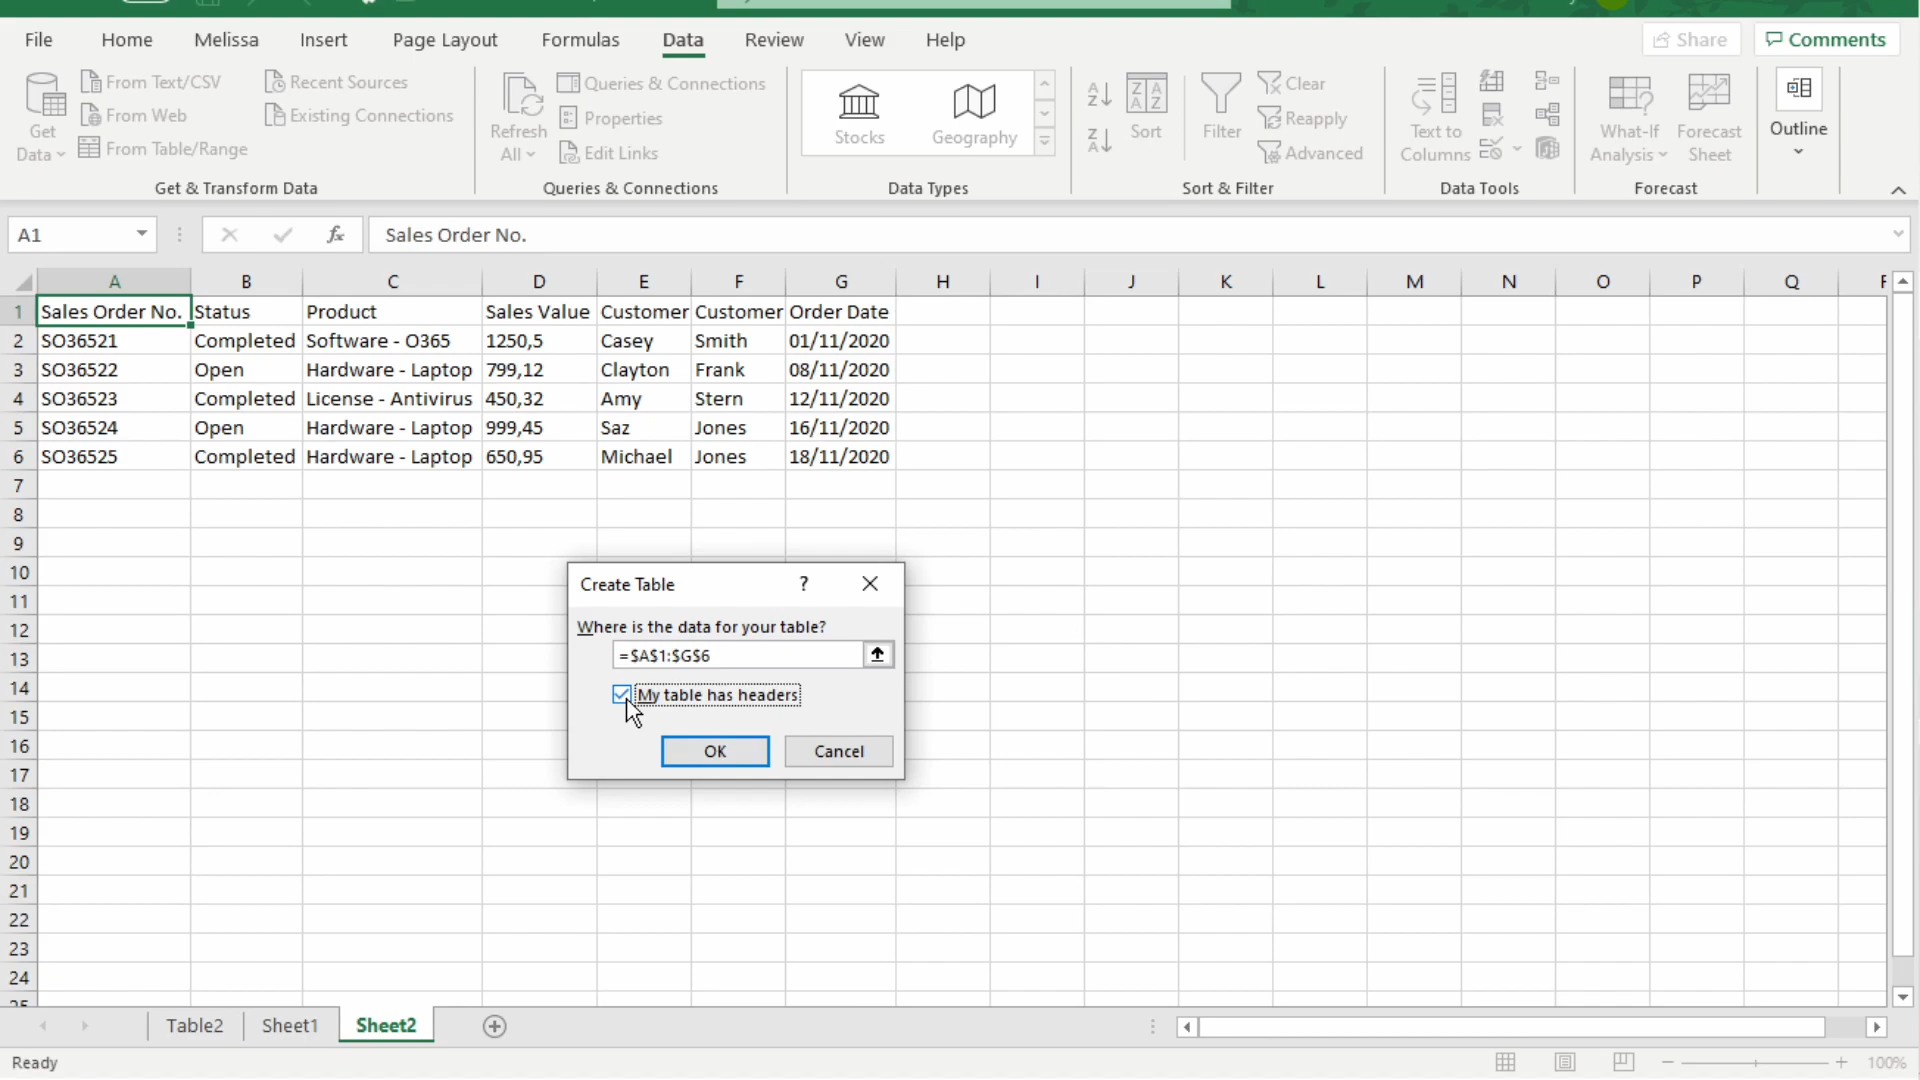 File Home Melissa Insert Page Layout Formulas Data Review View Help Share Comments
Get Data
From Text/CSV
From Web
From Table/Range
Recent Sources
Existing Connections
Get & Transform Data
Refresh All
Queries & Connections
Properties
Edit Links
Queries & Connections
Stocks
Geography
Data Types
Sort
Filter
Clear
Reapply
Advanced
Sort & Filter
Text to Columns
Data Tools
What-If Analysis
Forecast Sheet
Forecast
Outline
A1 fx Sales Order No.
A B C D E F G H I J K L M N O P Q
1 Sales Order No. Status Product Sales Value Customer Customer Order Date
2 SO36521 Completed Software - O365 1250,5 Casey Smith 01/11/2020
3 SO36522 Open Hardware - Laptop 799,12 Clayton Frank 08/11/2020
4 SO36523 Completed License - Antivirus 450,32 Amy Stern 12/11/2020
5 SO36524 Open Hardware - Laptop 999,45 Saz Jones 16/11/2020
6 SO36525 Completed Hardware - Laptop 650,95 Michael Jones 18/11/2020
7
8
9
10
11
12
13
14
15
16
17
18
19
20
21
22
23
24
25
Create Table ?
Where is the data for your table?
=$A$1:$G$6
My table has headers
OK Cancel
Table2 Sheet1 Sheet2
Ready 100%